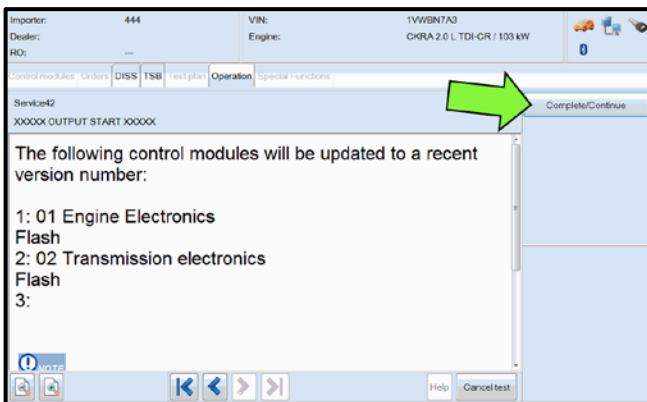 Importer: 444 VIN: 1VWBN7A3
Dealer: Engine: CKRA 2.0 L TDI-CR / 103 kW
RO: ---
Control modules Orders DISS TSB Test plan Operation Special Functions
Service42
XXXXX OUTPUT START XXXXX
Complete/Continue
The following control modules will be updated to a recent
version number:
1: 01 Engine Electronics
Flash
2: 02 Transmission electronics
Flash
3:
NOTE
Help Cancel test